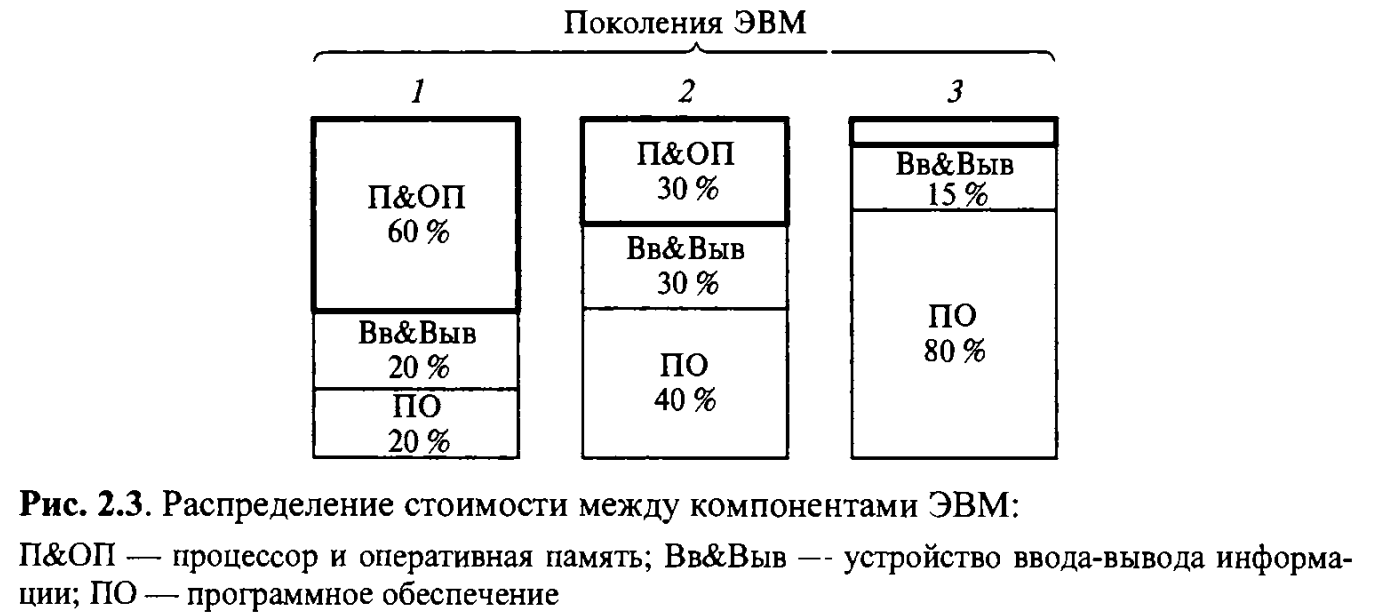 Поколения ЭВМ
1 2 3
П&ОП
60 %
Вв&Выв
20 %
ПО
20 %
П&ОП
30 %
Вв&Выв
30 %
ПО
40 %
Вв&Выв
15 %
ПО
80 %
Рис. 2.3. Распределение стоимости между компонентами ЭВМ:
П&ОП — процессор и оперативная память; Вв&Выв — устройство ввода-вывода информа-
ции; ПО — программное обеспечение